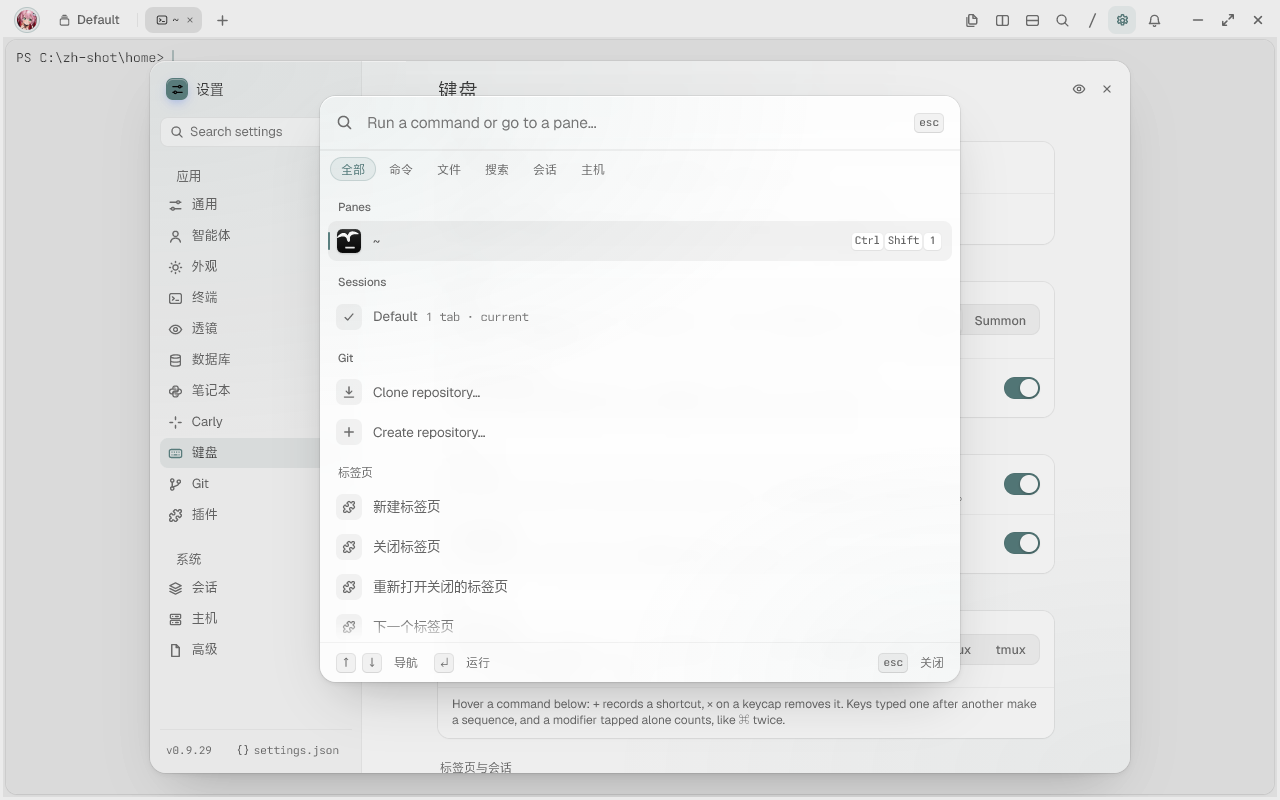 Default
~ ×
PS C:\zh-shot\home>
设置
Search settings
应用
通用
智能体
外观
终端
透镜
数据库
笔记本
Carly
键盘
Git
插件
系统
会话
主机
高级
v0.9.29
{} settings.json
键盘
Run a command or go to a pane...
esc
全部
命令
文件
搜索
会话
主机
Panes
~
Ctrl Shift 1
Sessions
Default 1 tab · current
Git
Clone repository...
Create repository...
标签页
新建标签页
关闭标签页
重新打开关闭的标签页
下一个标签页
↑ ↓ 导航 ↵ 运行
esc 关闭
Summon
tmux
Hover a command below: + records a shortcut, × on a keycap removes it. Keys typed one after another make
a sequence, and a modifier tapped alone counts, like ⌘ twice.
标签页与会话